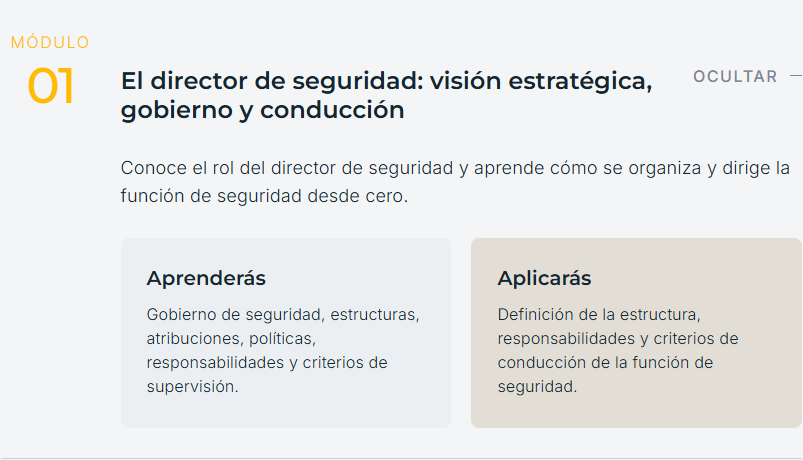 MÓDULO
01
El director de seguridad: visión estratégica,
gobierno y conducción
OCULTAR —
Conoce el rol del director de seguridad y aprende cómo se organiza y dirige la
función de seguridad desde cero.
Aprenderás
Gobierno de seguridad, estructuras,
atribuciones, políticas,
responsabilidades y criterios de
supervisión.
Aplicarás
Definición de la estructura,
responsabilidades y criterios de
conducción de la función de
seguridad.